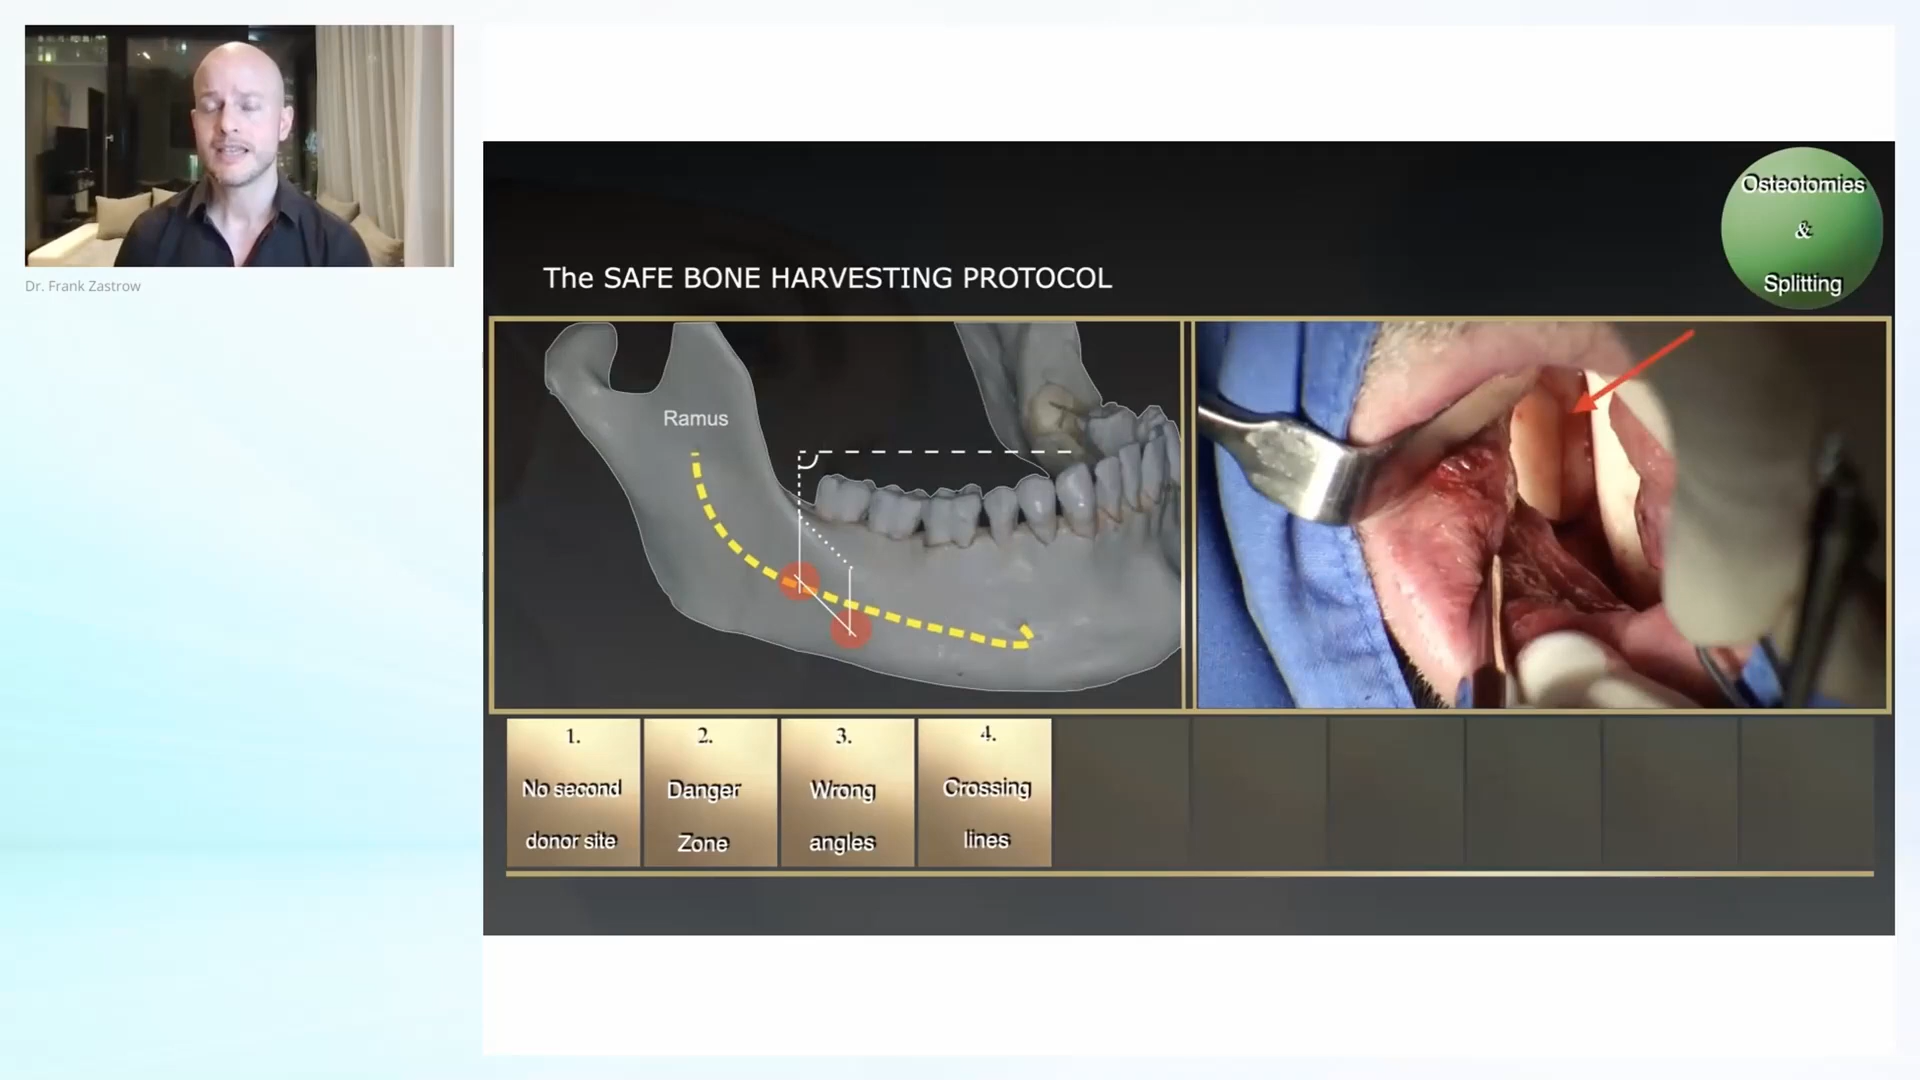 Dr. Frank Zastrow
Osteotomies
&
Splitting
The SAFE BONE HARVESTING PROTOCOL
Ramus
1.
No second
donor site
2.
Danger
Zone
3.
Wrong
angles
4.
Crossing
lines